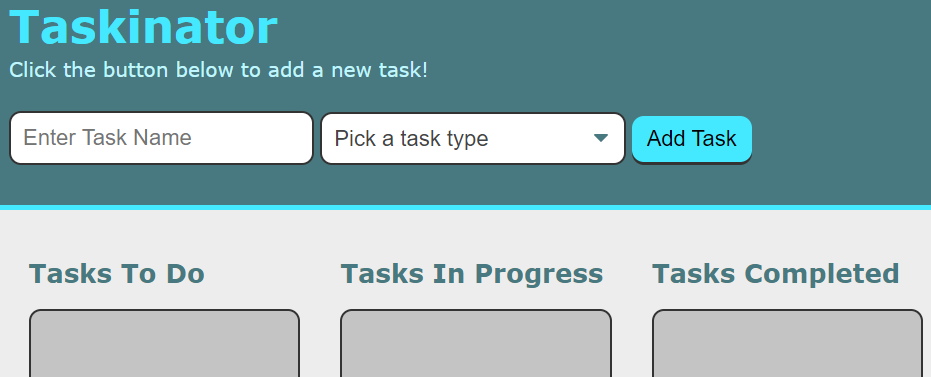 Taskinator
Click the button below to add a new task!
Enter Task Name
Pick a task type
Add Task
Tasks To Do
Tasks In Progress
Tasks Completed